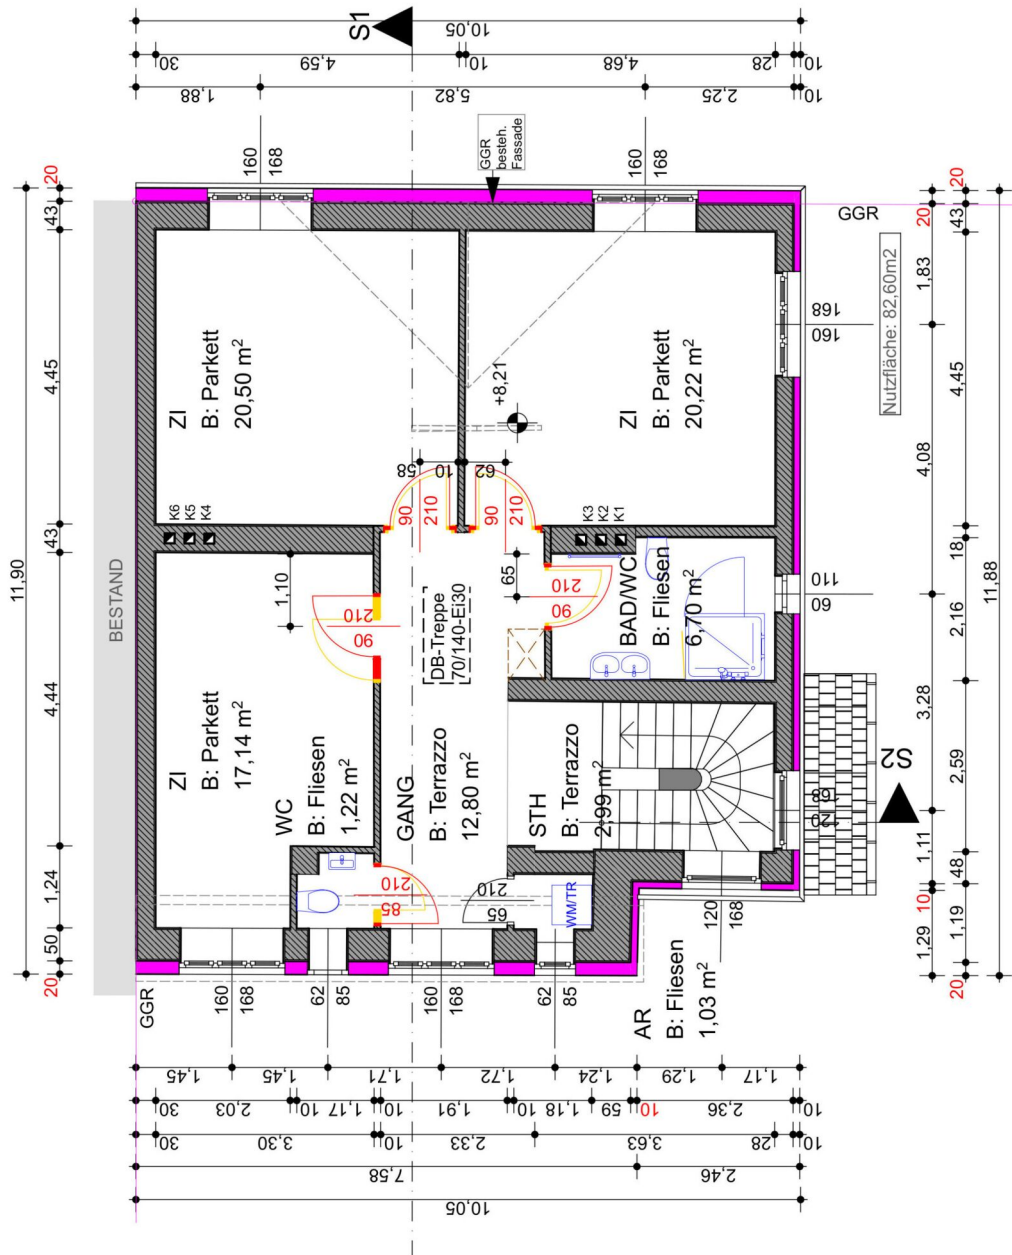 S1
10,05
30
4,59
10
4,68
28
10
1,88
5,82
2,25
10
160
168
GGR
besteh.
Fassade
160
168
20
43
4,45
43
4,44
1,24
50
20
11,90
BESTAND
GGR
20
20
43
1,83
4,45
4,08
18
2,16
3,28
2,59
1,11
48
10
1,19
1,29
20
11,88
Nutzfläche: 82,60m2
168
160
ZI
B: Parkett
20,50 m²
+8,21
ZI
B: Parkett
20,22 m²
58
10
62
90
210
90
210
K6
K5
K4
K3
K2
K1
1,10
210
90
65
210
90
DB-Treppe
70/140-Ei30
BAD/WC
B: Fliesen
6,70 m²
110
60
ZI
B: Parkett
17,14 m²
WC
B: Fliesen
1,22 m²
GANG
B: Terrazzo
12,80 m²
STH
B: Terrazzo
2,99 m²
168
120
S2
210
85
210
65
WM/TR
120
168
GGR
160
168
62
85
160
168
62
85
AR
B: Fliesen
1,03 m²
1,45
1,45
1,71
1,72
1,24
1,29
1,17
30
2,03
10
1,17
10
1,91
10
1,18
59
10
2,36
10
30
3,30
10
2,33
3,63
28
10
7,58
2,46
10,05